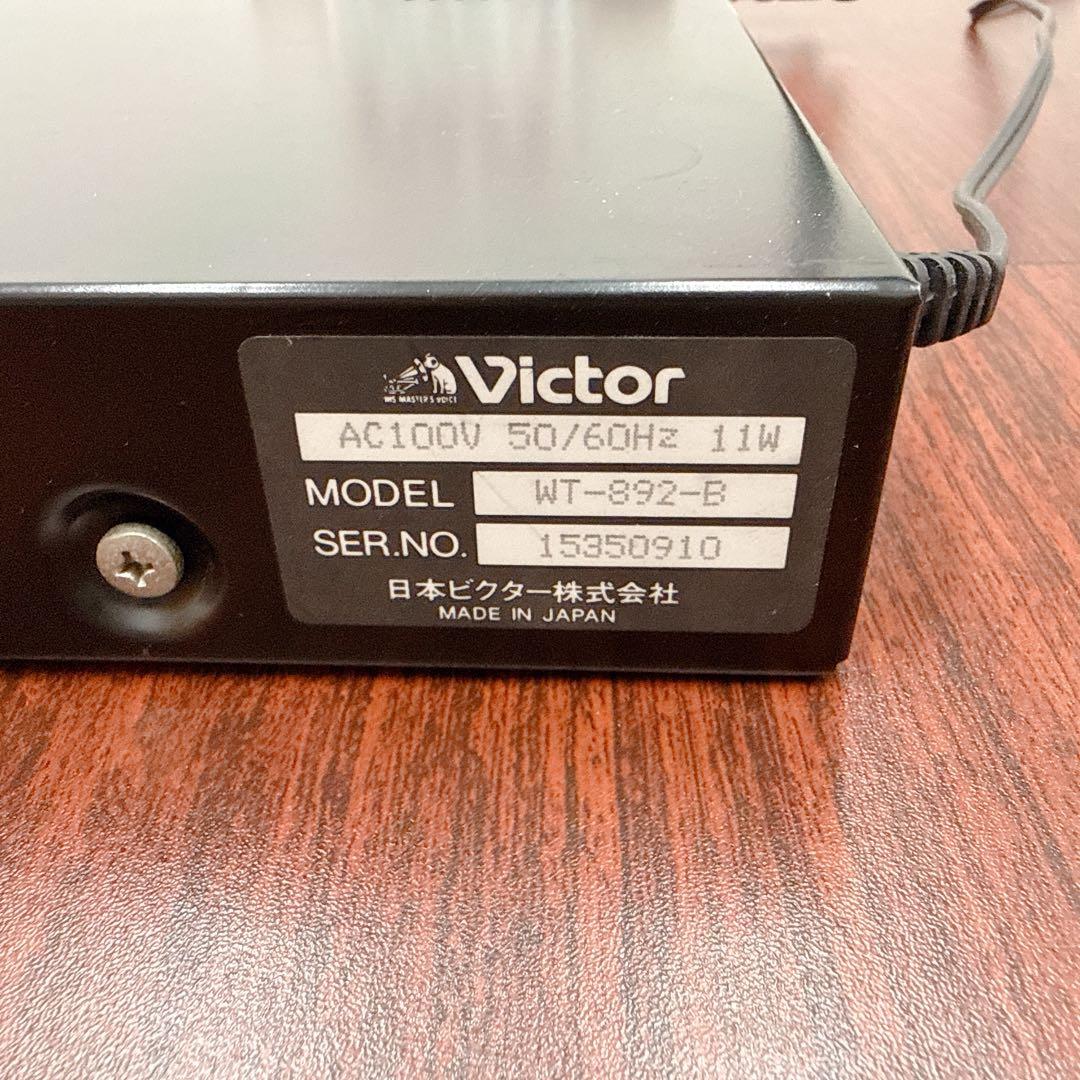 HIS MASTER'S VOICE
Victor
AC100V 50/60Hz 11W
MODEL WT-892-B
SER.NO. 15350910
日本ビクター株式会社
MADE IN JAPAN